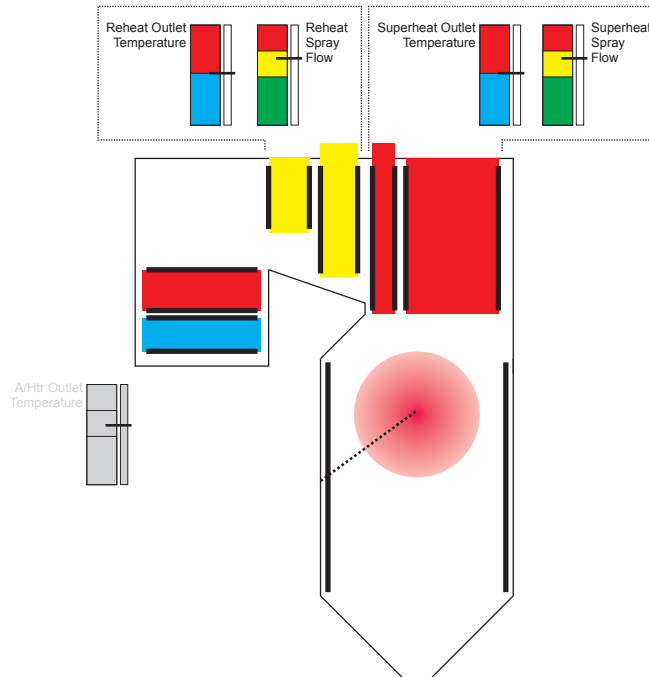 Reheat Outlet
Temperature
Reheat
Spray
Flow
Superheat Outlet
Temperature
Superheat
Spray
Flow
A/Htr Outlet
Temperature